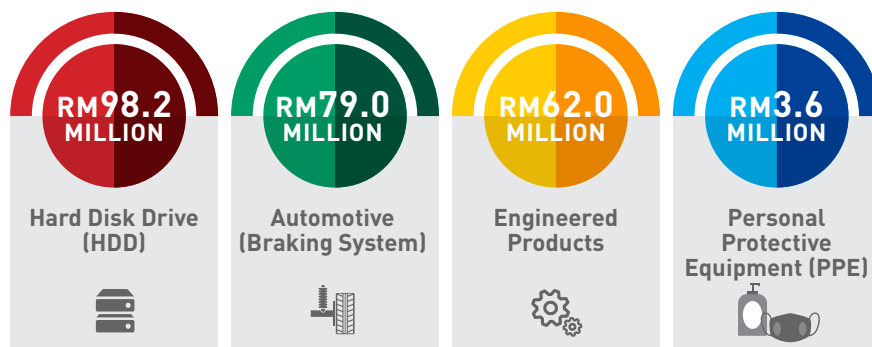 RM98.2
MILLION
Hard Disk Drive
(HDD)
RM79.0
MILLION
Automotive
(Braking System)
RM62.0
MILLION
Engineered
Products
RM3.6
MILLION
Personal
Protective
Equipment (PPE)